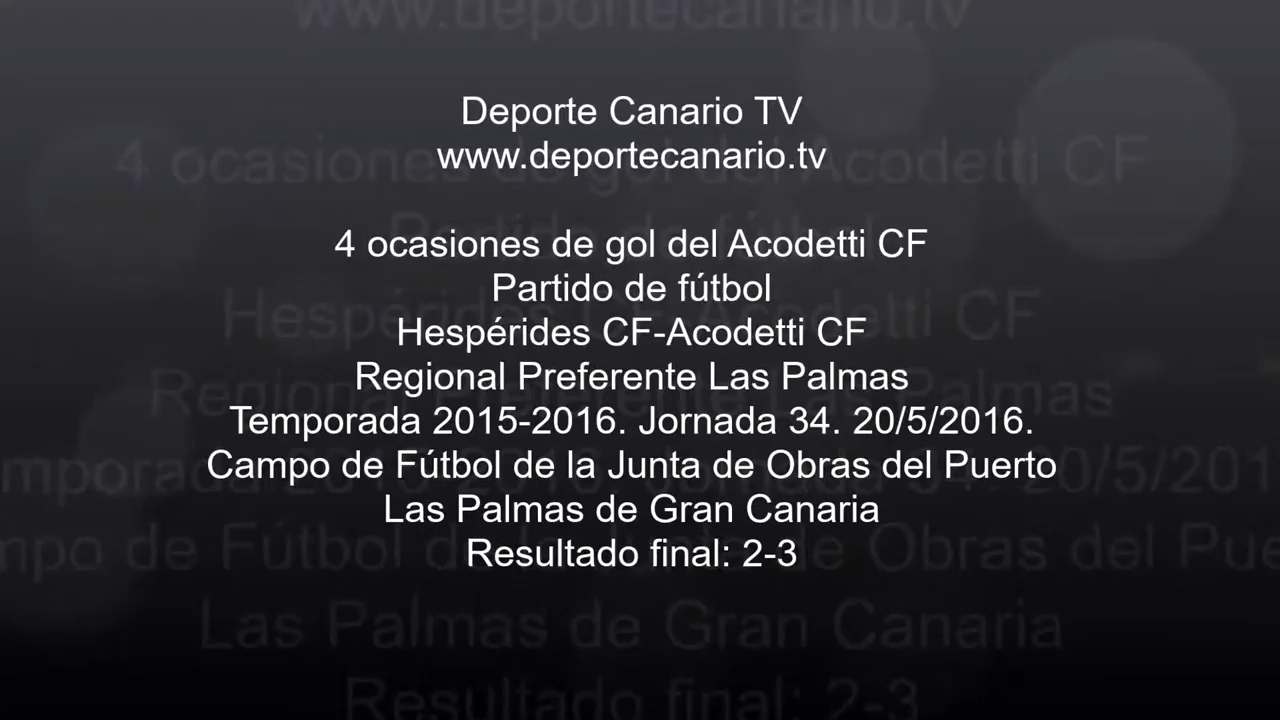 Deporte Canario TV
www.deportecanario.tv
4 ocasiones de gol del Acodetti CF
Partido de fútbol
Hespérides CF-Acodetti CF
Regional Preferente Las Palmas
Temporada 2015-2016. Jornada 34. 20/5/2016.
Campo de Fútbol de la Junta de Obras del Puerto
Las Palmas de Gran Canaria
Resultado final: 2-3